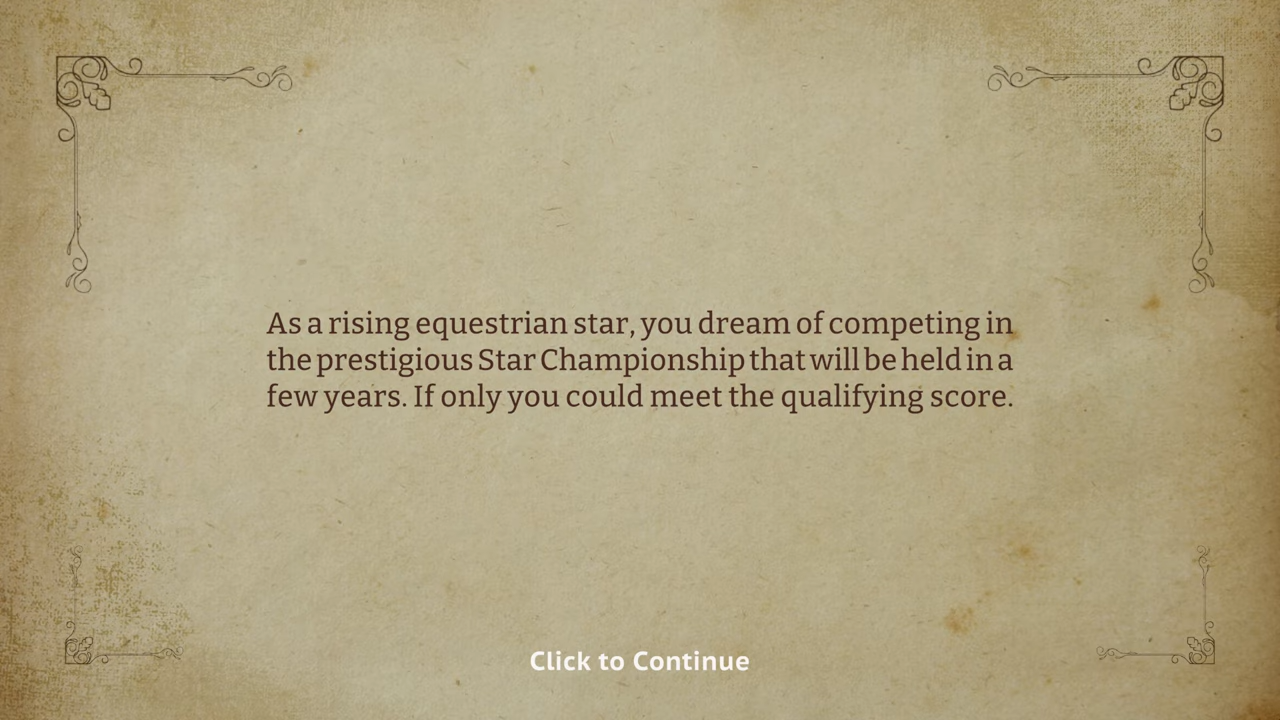 As a rising equestrian star, you dream of competing in
the prestigious Star Championship that will be held in a
few years. If only you could meet the qualifying score.
Click to Continue